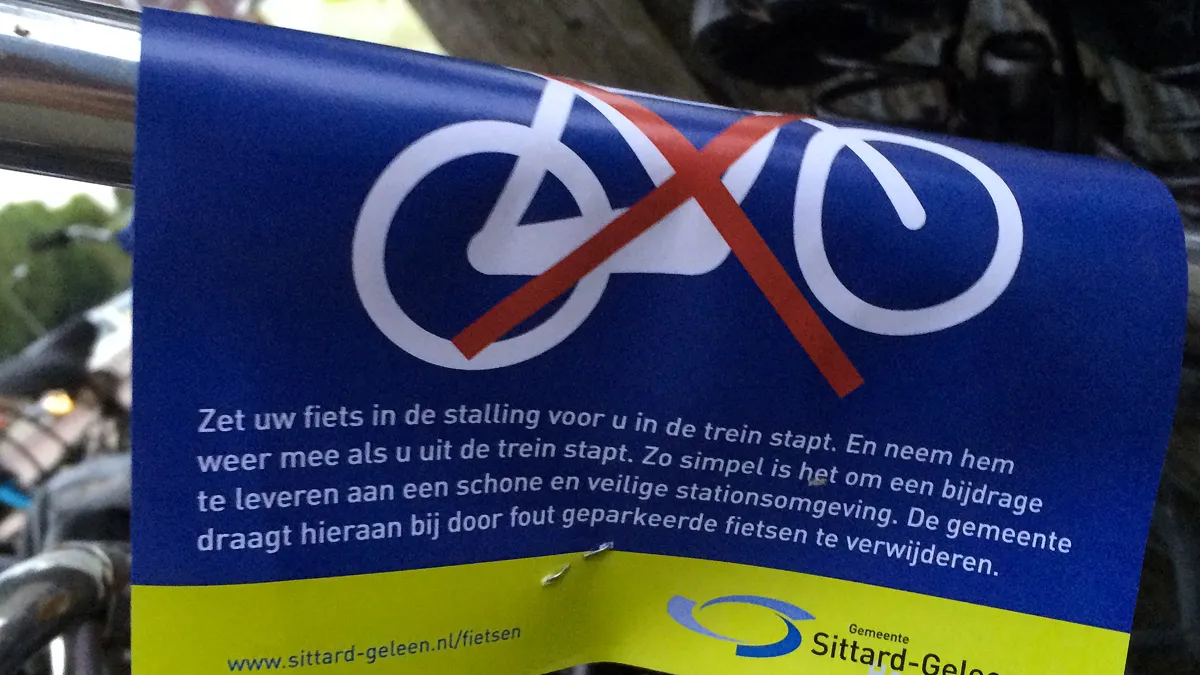 Zet uw fiets in de stalling voor u in de trein stapt. En neem hem
weer mee als u uit de trein stapt. Zo simpel is het om een bijdrage
te leveren aan een schone en veilige stationsomgeving. De gemeente
draagt hieraan bij door fout geparkeerde fietsen te verwijderen.
www.sittard-geleen.nl/fietsen
Gemeente
Sittard-Gelee